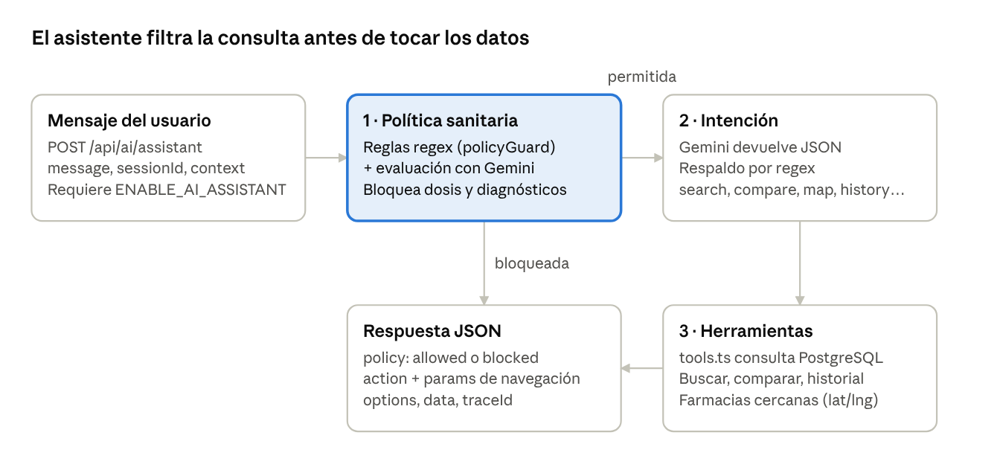 El asistente filtra la consulta antes de tocar los datos
permitida
Mensaje del usuario
POST /api/ai/assistant
message, sessionId, context
Requiere ENABLE_AI_ASSISTANT
1 · Política sanitaria
Reglas regex (policyGuard)
+ evaluación con Gemini
Bloquea dosis y diagnósticos
2 · Intención
Gemini devuelve JSON
Respaldo por regex
search, compare, map, history…
bloqueada
Respuesta JSON
policy: allowed o blocked
action + params de navegación
options, data, traceId
3 · Herramientas
tools.ts consulta PostgreSQL
Buscar, comparar, historial
Farmacias cercanas (lat/lng)